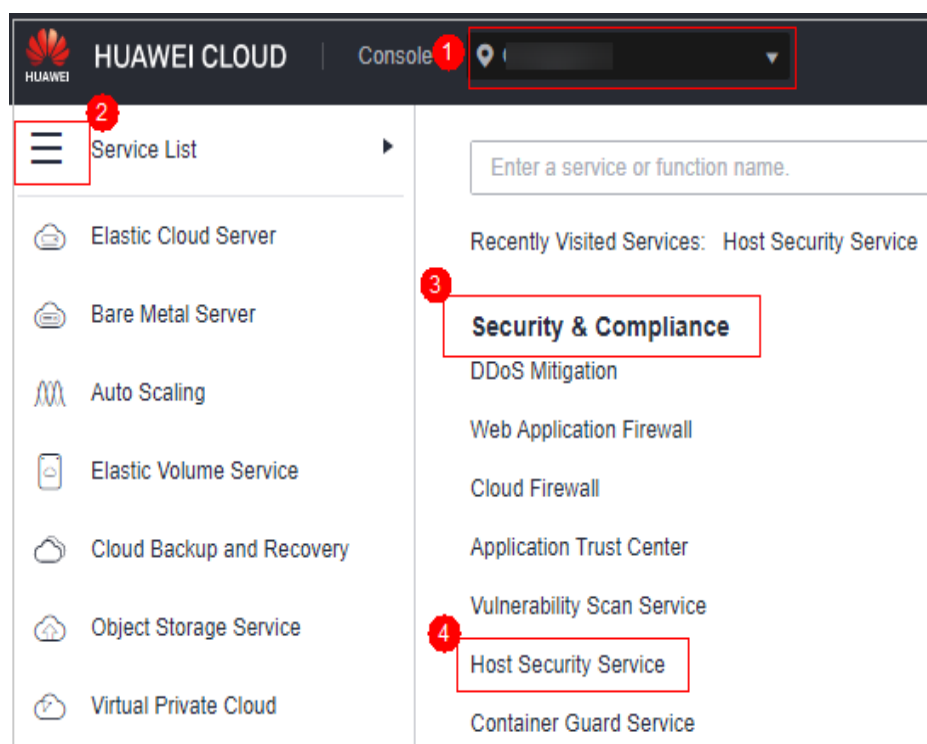 HUAWEI
HUAWEI CLOUD
Console
1
2
Service List
Elastic Cloud Server
Bare Metal Server
Auto Scaling
Elastic Volume Service
Cloud Backup and Recovery
Object Storage Service
Virtual Private Cloud
Enter a service or function name.
Recently Visited Services: Host Security Service
3
Security & Compliance
DDoS Mitigation
Web Application Firewall
Cloud Firewall
Application Trust Center
Vulnerability Scan Service
4
Host Security Service
Container Guard Service